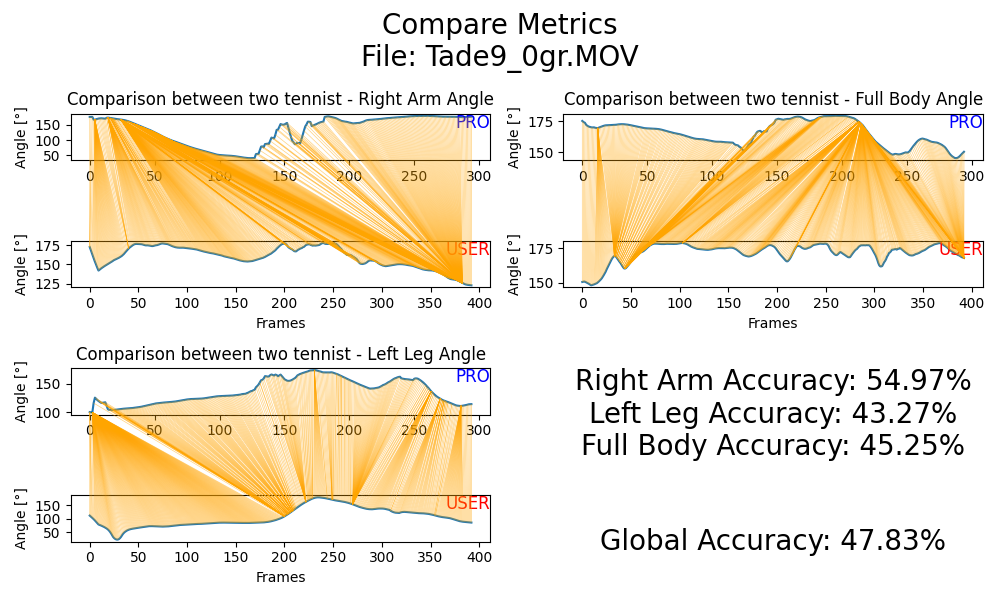 Compare Metrics
File: Tade9_0gr.MOV
Comparison between two tennist - Right Arm Angle
Angle [°]
150
100
50
PRO
0 50 100 150 200 250 300
Angle [°]
175
150
125
USER
0 50 100 150 200 250 300 350 400
Frames
Comparison between two tennist - Full Body Angle
Angle [°]
175
150
PRO
0 50 100 150 200 250 300
Angle [°]
175
150
USER
0 50 100 150 200 250 300 350 400
Frames
Comparison between two tennist - Left Leg Angle
Angle [°]
150
100
PRO
0 50 100 150 200 250 300
Angle [°]
150
100
50
USER
0 50 100 150 200 250 300 350 400
Frames
Right Arm Accuracy: 54.97%
Left Leg Accuracy: 43.27%
Full Body Accuracy: 45.25%
Global Accuracy: 47.83%